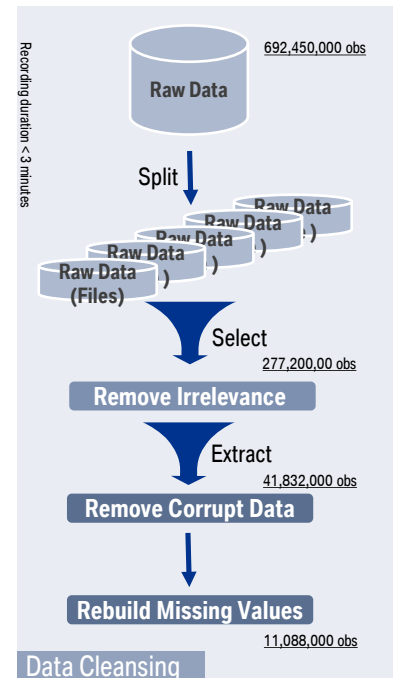 692,450,000 obs
Raw Data
Recording duration < 3 minutes
Split
Raw Data
)
Raw Data
)
Raw Data
)
Raw Data
)
Raw Data
(Files)
Select
277,200,00 obs
Remove Irrelevance
Extract
41,832,000 obs
Remove Corrupt Data
Rebuild Missing Values
11,088,000 obs
Data Cleansing